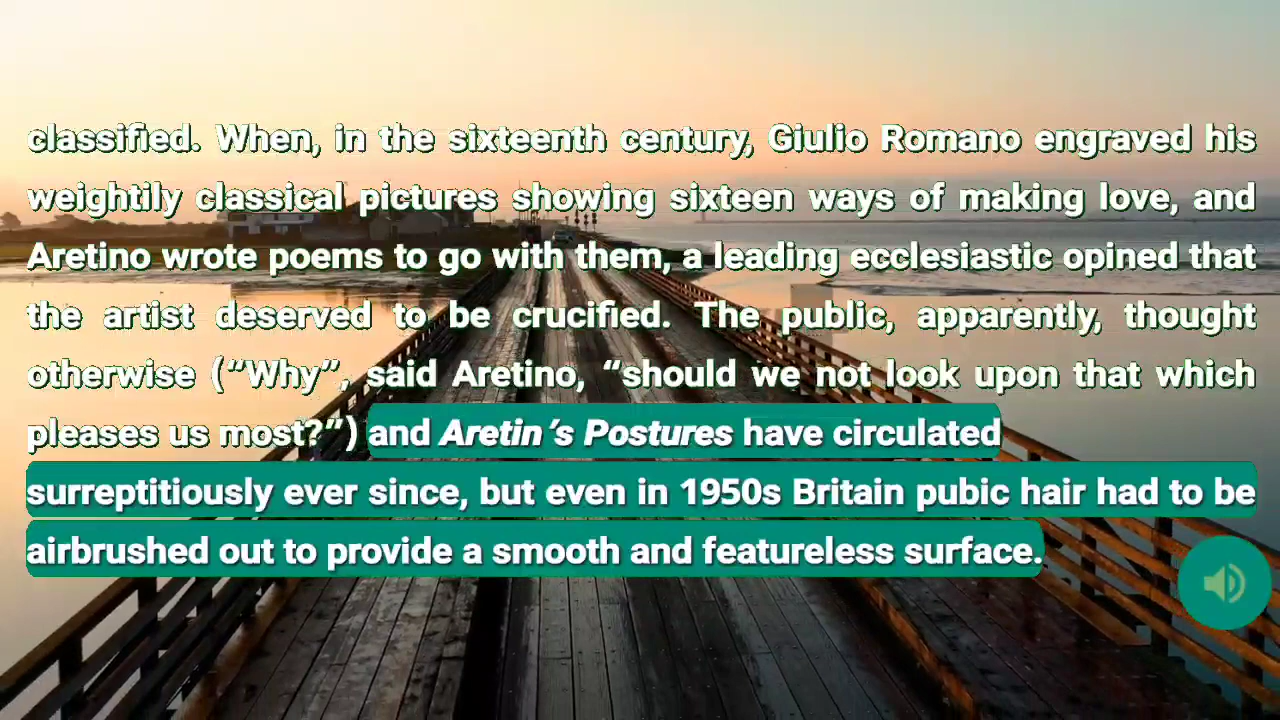 classified. When, in the sixteenth century, Giulio Romano engraved his
weightily classical pictures showing sixteen ways of making love, and
Aretino wrote poems to go with them, a leading ecclesiastic opined that
the artist deserved to be crucified. The public, apparently, thought
otherwise (“Why”, said Aretino, “should we not look upon that which
pleases us most?”) and Aretin’s Postures have circulated
surreptitiously ever since, but even in 1950s Britain pubic hair had to be
airbrushed out to provide a smooth and featureless surface.